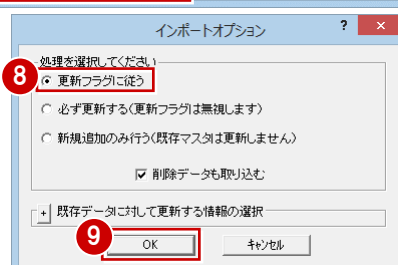 インポートオプション ? ×
処理を選択してください
8 更新フラグに従う
必ず更新する(更新フラグは無視します)
新規追加のみ行う(既存マスタは更新しません)
削除データも取り込む
+ 既存データに対して更新する情報の選択
9 OK キャンセル